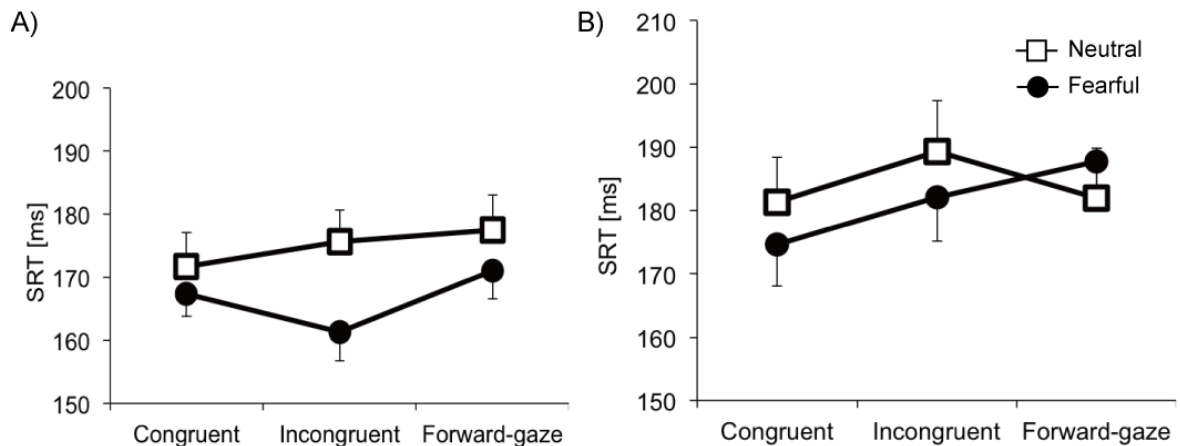 A)
SRT [ms]
200
190
180
170
160
150
Congruent Incongruent Forward-gaze
B)
SRT [ms]
210
200
190
180
170
160
150
Neutral
Fearful
Congruent Incongruent Forward-gaze